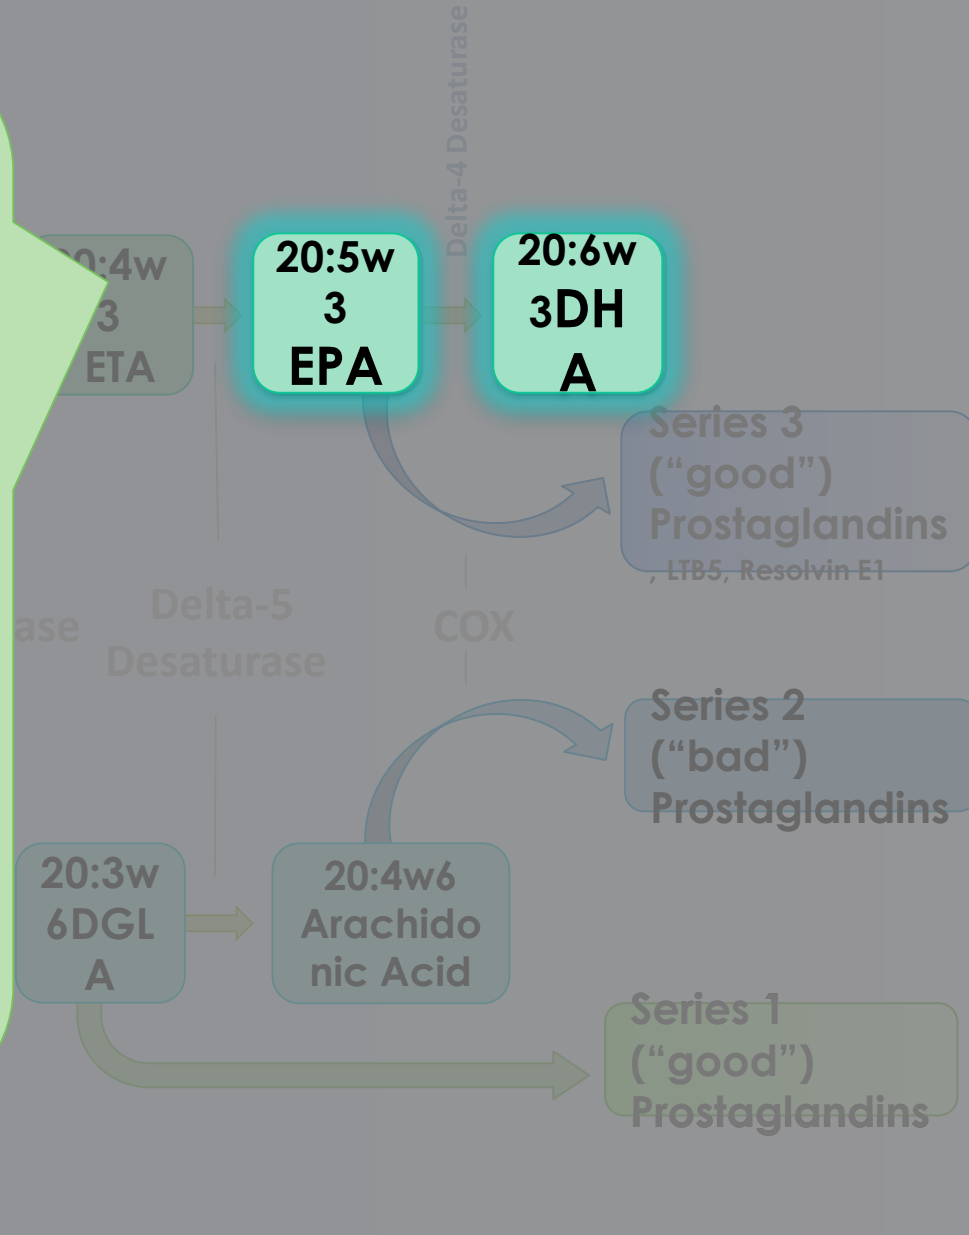 Delta-4 Desaturase
:4w
3
ETA
20:5w
3
EPA
20:6w
3DH
A
Series 3
(“good”)
Prostaglandins
, LTB5, Resolvin E1
ase
Delta-5
Desaturase
COX
Series 2
(“bad”)
Prostaglandins
20:3w
6DGL
A
20:4w6
Arachido
nic Acid
Series 1
(“good”)
Prostaglandins